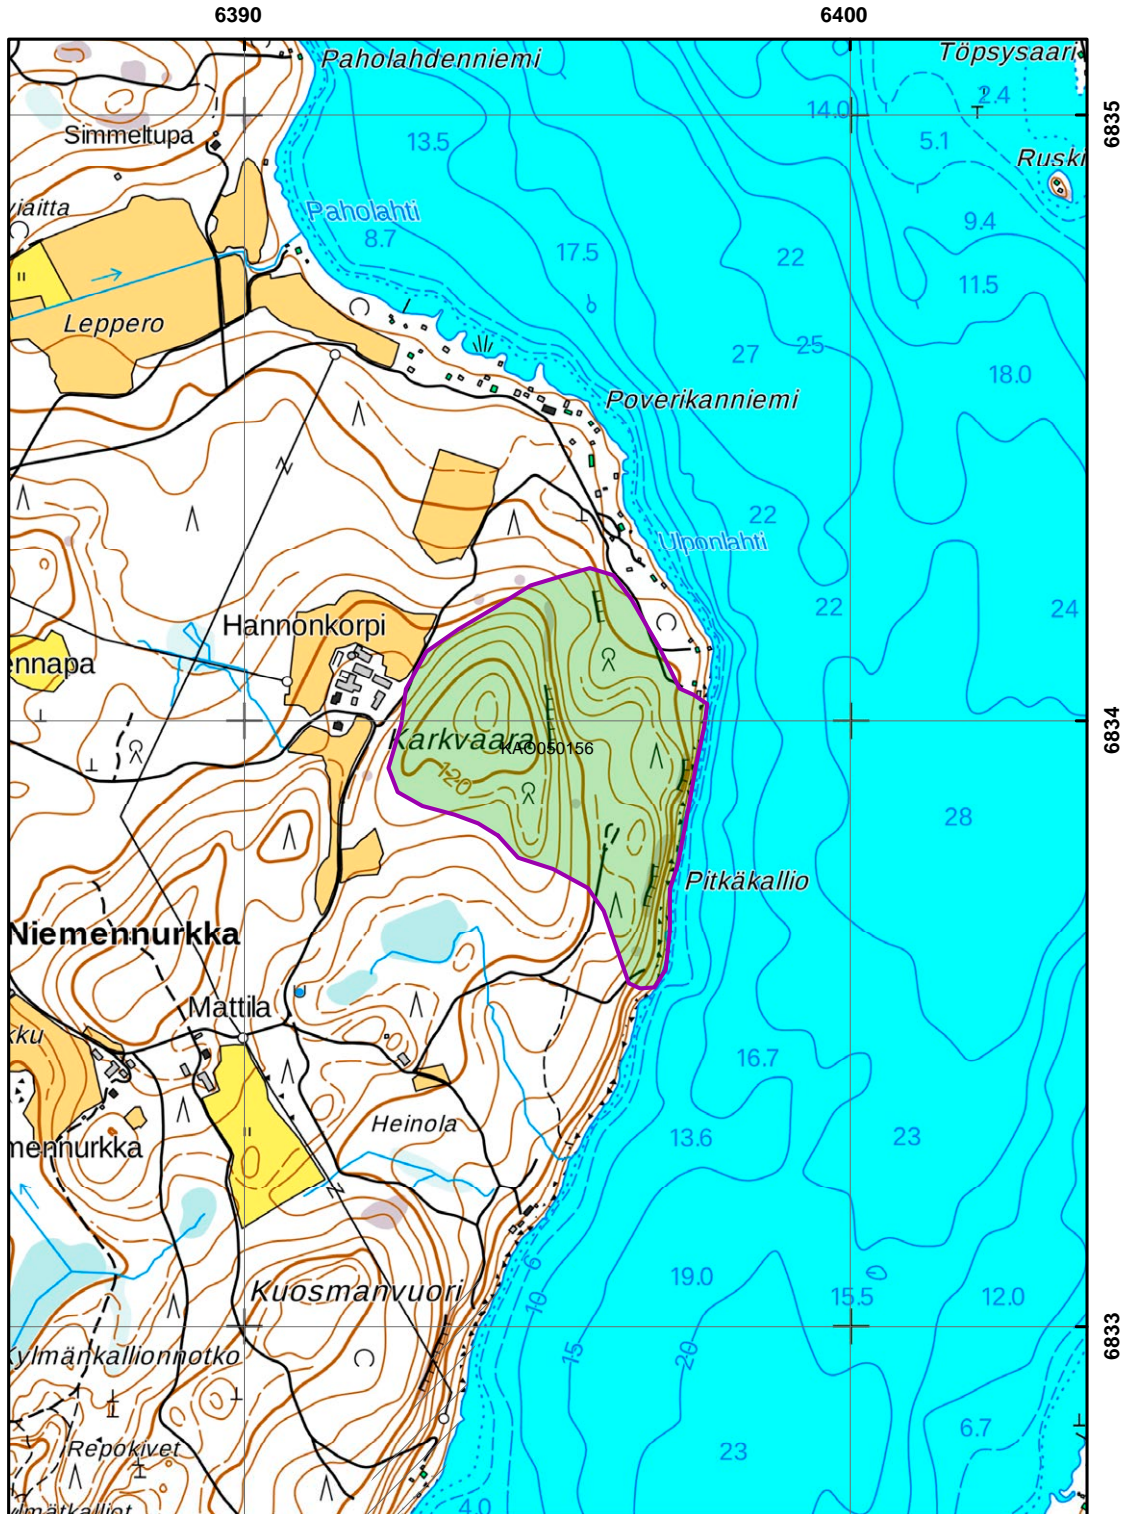 6390
6400
Paholahdenniemi
Töpsysaari
2.4
14.0
6835
Simmeltupa
13.5
5.1
Ruski
viaitta
Paholahti
8.7
9.4
17.5
22
11.5
Leppero
27
25
18.0
Poverikanniemi
22
Ulponlahti
22
24
Hannonkorpi
ennapa
6834
Karkvaara
KAO050156
120
28
Pitkäkallio
Niemennurkka
Mattila
kku
16.7
Heinola
13.6
23
mennurkka
6
19.0
Kuosmanvuori
10
15.5
12.0
6833
15
20
Kylmänkallionnotko
6.7
Repokivet
23
ylmätkalliot
4.0